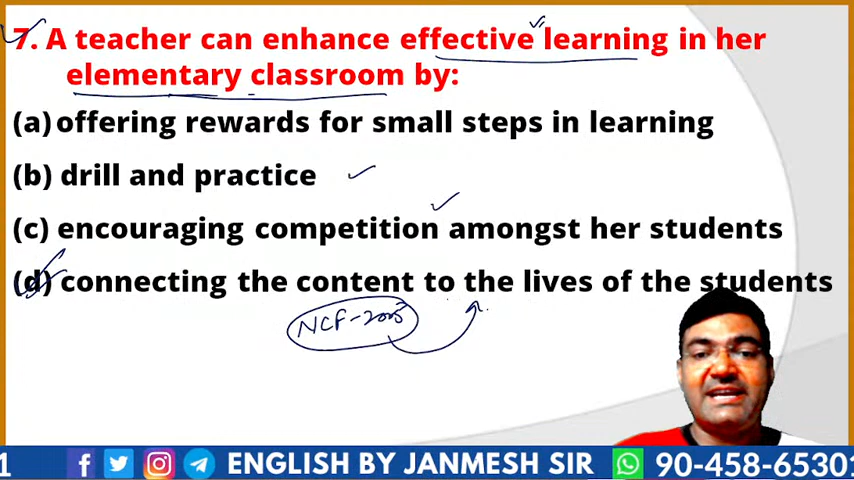 7. A teacher can enhance effective learning in her
elementary classroom by:
(a) offering rewards for small steps in learning
(b) drill and practice
(c) encouraging competition amongst her students
(d) connecting the content to the lives of the students
NCF-2005
1 ENGLISH BY JANMESH SIR 90-458-65301